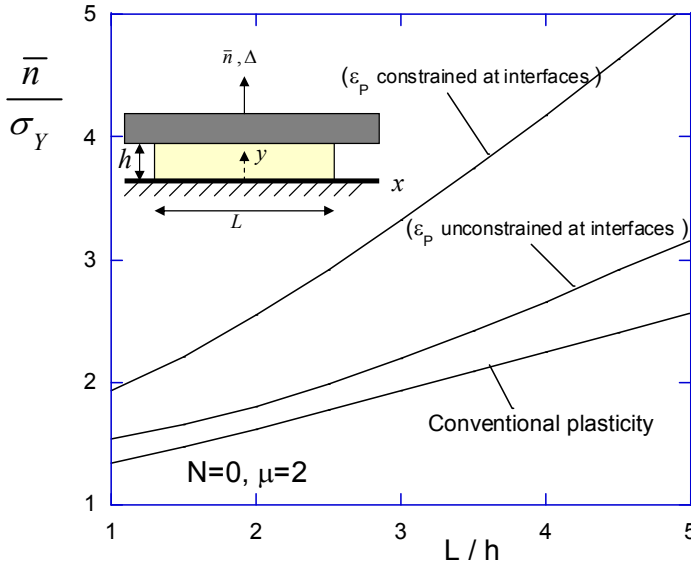 5
n̄, Δ
(ε_P constrained at interfaces )
n̄
σ_Y
4
h
y
x
L
(ε_P unconstrained at interfaces )
3
2
Conventional plasticity
N=0, μ=2
1
1 2 3 4 5
L / h